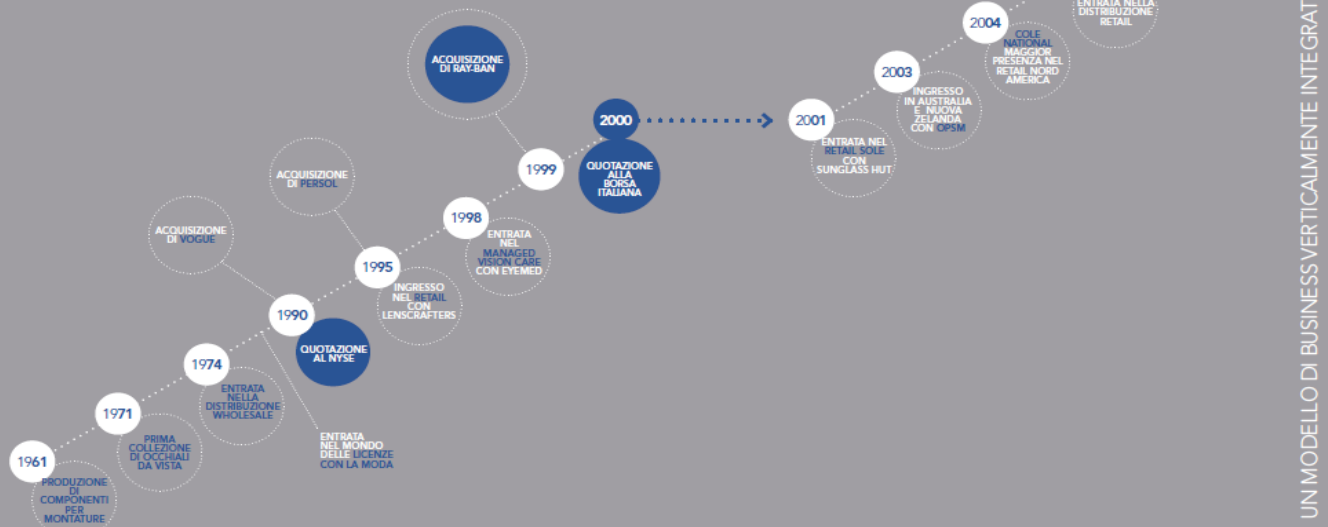 1961
PRODUZIONE
DI
COMPONENTI
PER
MONTATURE
1971
PRIMA
COLLEZIONE
DI OCCHIALI
DA VISTA
1974
ENTRATA
NELLA
DISTRIBUZIONE
WHOLESALE
ENTRATA
NEL MONDO
DELLE LICENZE
CON LA MODA
ACQUISIZIONE
DI VOGUE
1990
QUOTAZIONE
AL NYSE
ACQUISIZIONE
DI PERSOL
1995
INGRESSO
NEL RETAIL
CON
LENSCRAFTERS
1998
ENTRATA
NEL
MANAGED
VISION CARE
CON EYEMED
ACQUISIZIONE
DI RAY-BAN
1999
2000
QUOTAZIONE
ALLA
BORSA
ITALIANA
2001
ENTRATA NEL
RETAIL SOLE
CON
SUNGLASS HUT
2003
INGRESSO
IN AUSTRALIA
E NUOVA
ZELANDA
CON OPSM
2004
COLE
NATIONAL
MAGGIOR
PRESENZA NEL
RETAIL NORD
AMERICA
ENTRATA NELLA
DISTRIBUZIONE
RETAIL
UN MODELLO DI BUSINESS VERTICALMENTE INTEGRAT